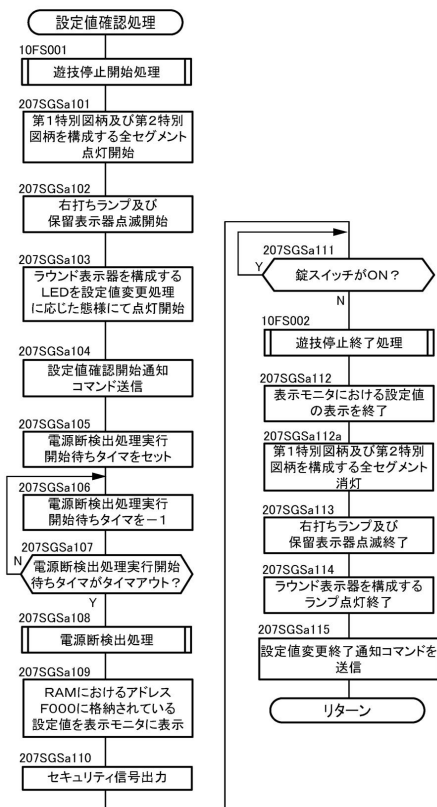 設定値確認処理
10FS001
遊技停止開始処理
207SGSa101
第1特別図柄及び第2特別
図柄を構成する全セグメント
点灯開始
207SGSa102
右打ちランプ及び
保留表示器点滅開始
207SGSa103
ラウンド表示器を構成する
LEDを設定値変更処理
に応じた態様にて点灯開始
207SGSa104
設定値確認開始通知
コマンド送信
207SGSa105
電源断検出処理実行
開始待ちタイマをセット
207SGSa106
電源断検出処理実行
開始待ちタイマを－1
207SGSa107
N
電源断検出処理実行開始
待ちタイマがタイムアウト？
Y
207SGSa108
電源断検出処理
207SGSa109
RAMにおけるアドレス
F000に格納されている
設定値を表示モニタに表示
207SGSa110
セキュリティ信号出力
207SGSa111
Y
錠スイッチがON？
N
10FS002
遊技停止終了処理
207SGSa112
表示モニタにおける設定値
の表示を終了
207SGSa112a
第1特別図柄及び第2特別
図柄を構成する全セグメント
消灯
207SGSa113
右打ちランプ及び
保留表示器点滅終了
207SGSa114
ラウンド表示器を構成する
ランプ点灯終了
207SGSa115
設定値変更終了通知コマンドを
送信
リターン